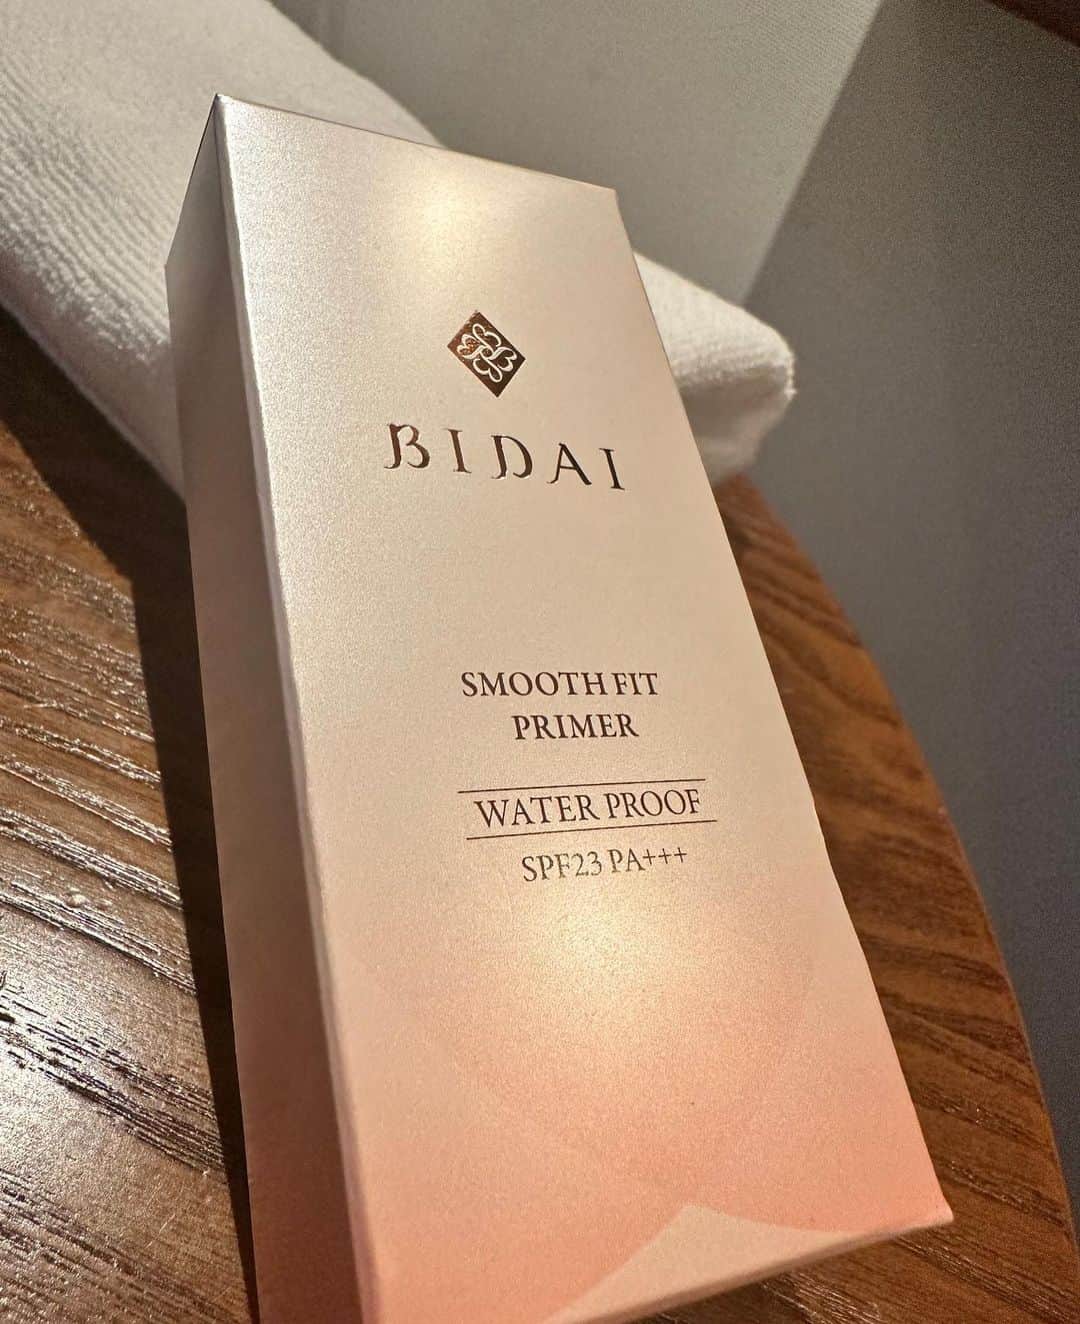 BIDAI
SMOOTH FIT
PRIMER
WATER PROOF
SPF23 PA+++